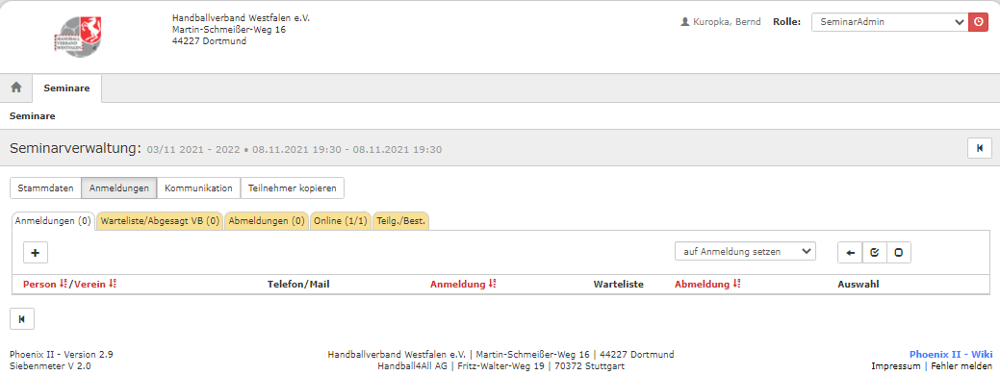 HANDBALL
VERBAND
WESTFALEN
Handballverband Westfalen e.V.
Martin-Schmeißer-Weg 16
44227 Dortmund
Kuropka, Bernd Rolle: SeminarAdmin
Seminare
Seminare
Seminarverwaltung: 03/11 2021 - 2022 • 08.11.2021 19:30 - 08.11.2021 19:30
Stammdaten Anmeldungen Kommunikation Teilnehmer kopieren
Anmeldungen (0) Warteliste/Abgesagt VB (0) Abmeldungen (0) Online (1/1) Teilg./Best.
auf Anmeldung setzen
Person /Verein Telefon/Mail Anmeldung Warteliste Abmeldung Auswahl
Phoenix II - Version 2.9 Handballverband Westfalen e.V. | Martin-Schmeißer-Weg 16 | 44227 Dortmund Phoenix II - Wiki
Siebenmeter V 2.0 Handball4All AG | Fritz-Walter-Weg 19 | 70372 Stuttgart Impressum | Fehler melden